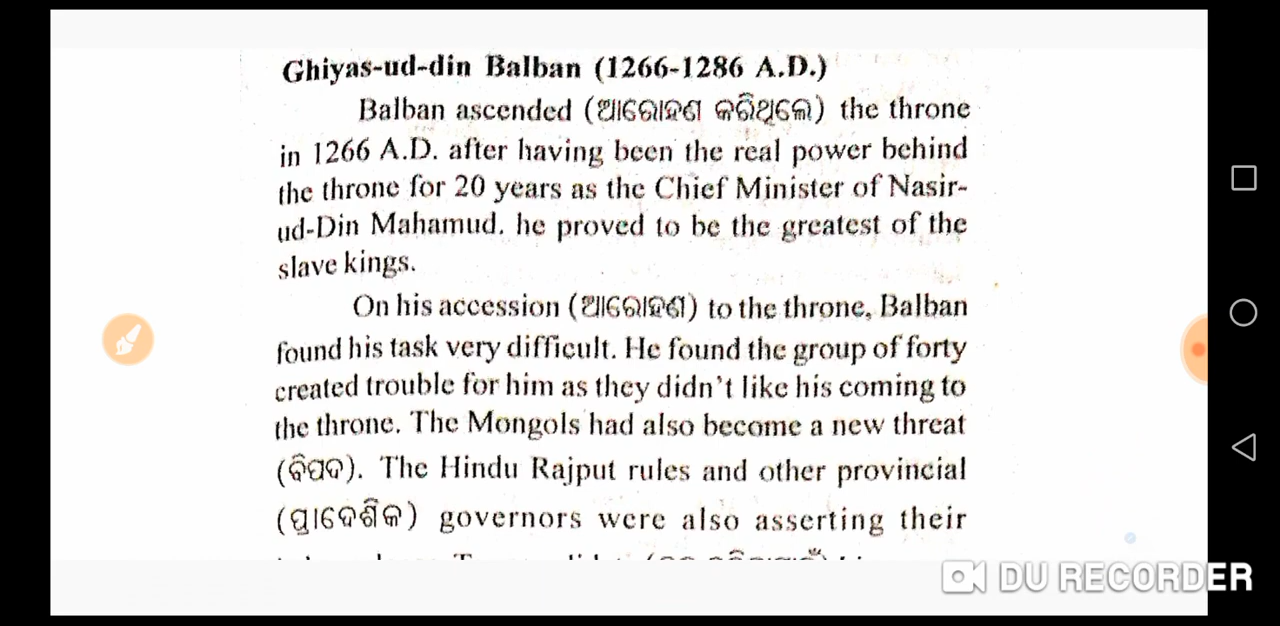 Ghiyas-ud-din Balban (1266-1286 A.D.)
Balban ascended (ଆରୋହଣ କରିଥିଲେ) the throne
in 1266 A.D. after having been the real power behind
the throne for 20 years as the Chief Minister of Nasir-
ud-Din Mahamud. he proved to be the greatest of the
slave kings.
On his accession (ଆରୋହଣ) to the throne, Balban
found his task very difficult. He found the group of forty
created trouble for him as they didn't like his coming to
the throne. The Mongols had also become a new threat
(ବିପଦ). The Hindu Rajput rules and other provincial
(ପ୍ରାଦେଶିକ) governors were also asserting their
DU RECORDER